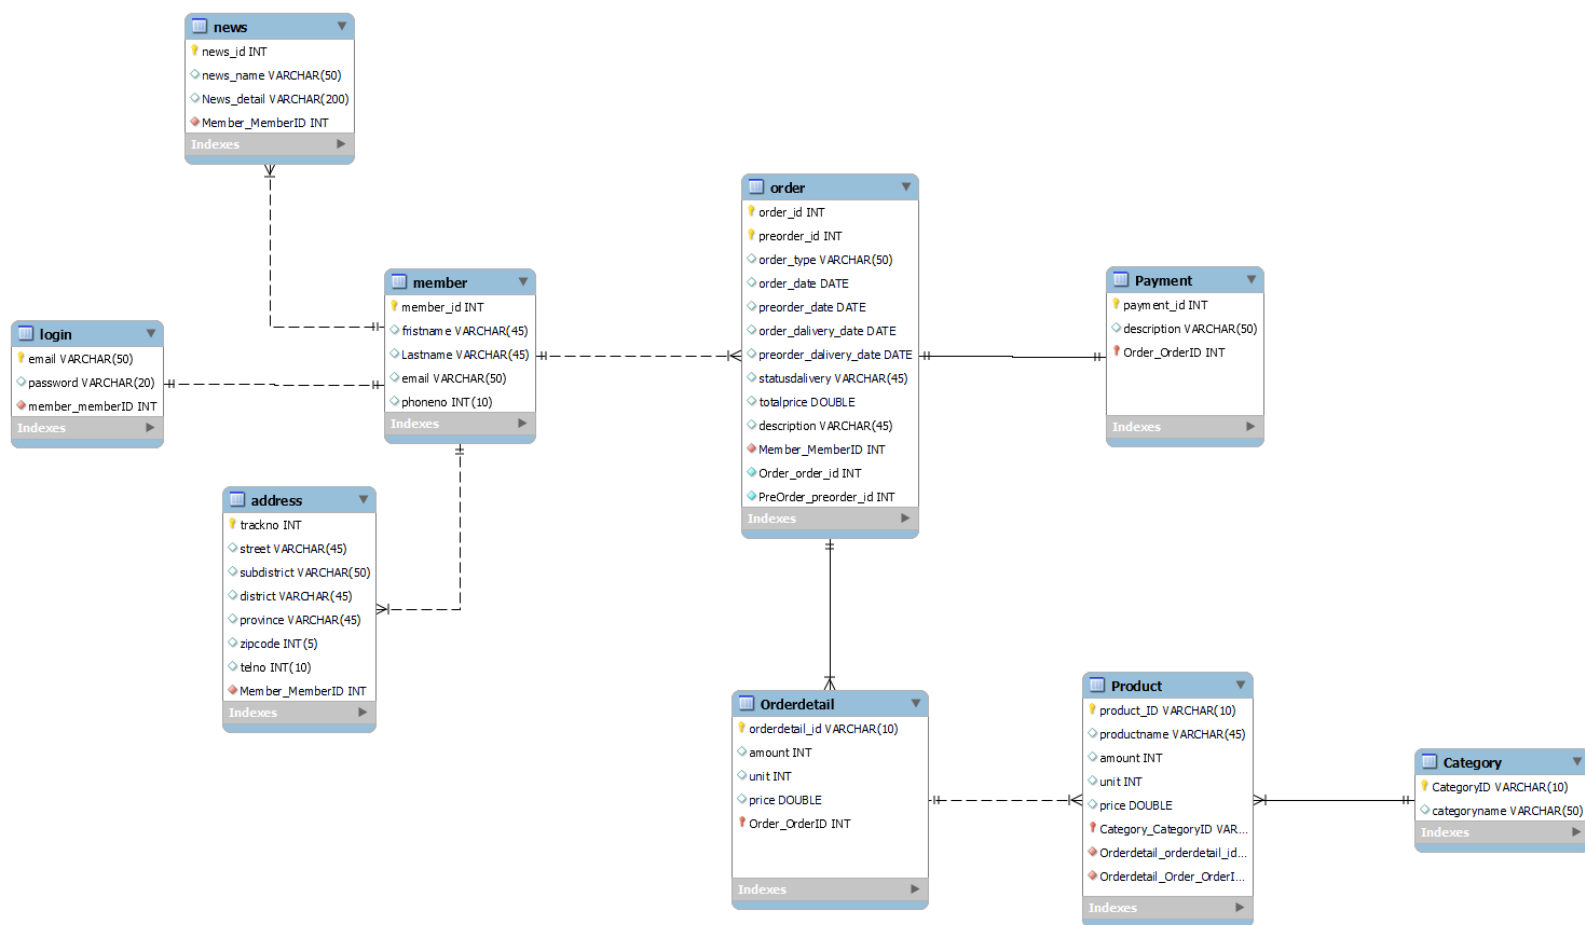 news
news_id INT
news_name VARCHAR(50)
News_detail VARCHAR(200)
Member_MemberID INT
Indexes
login
email VARCHAR(50)
password VARCHAR(20)
member_memberID INT
Indexes
member
member_id INT
fristname VARCHAR(45)
Lastname VARCHAR(45)
email VARCHAR(50)
phoneno INT(10)
Indexes
address
trackno INT
street VARCHAR(45)
subdistrict VARCHAR(50)
district VARCHAR(45)
province VARCHAR(45)
zipcode INT(5)
telno INT(10)
Member_MemberID INT
Indexes
order
order_id INT
preorder_id INT
order_type VARCHAR(50)
order_date DATE
preorder_date DATE
order_dalivery_date DATE
preorder_dalivery_date DATE
statusdalivery VARCHAR(45)
totalprice DOUBLE
description VARCHAR(45)
Member_MemberID INT
Order_order_id INT
PreOrder_preorder_id INT
Indexes
Payment
payment_id INT
description VARCHAR(50)
Order_OrderID INT
Indexes
Orderdetail
orderdetail_id VARCHAR(10)
amount INT
unit INT
price DOUBLE
Order_OrderID INT
Indexes
Product
product_ID VARCHAR(10)
productname VARCHAR(45)
amount INT
unit INT
price DOUBLE
Category_CategoryID VAR...
Orderdetail_orderdetail_id...
Orderdetail_Order_OrderI...
Indexes
Category
CategoryID VARCHAR(10)
categoryname VARCHAR(50)
Indexes